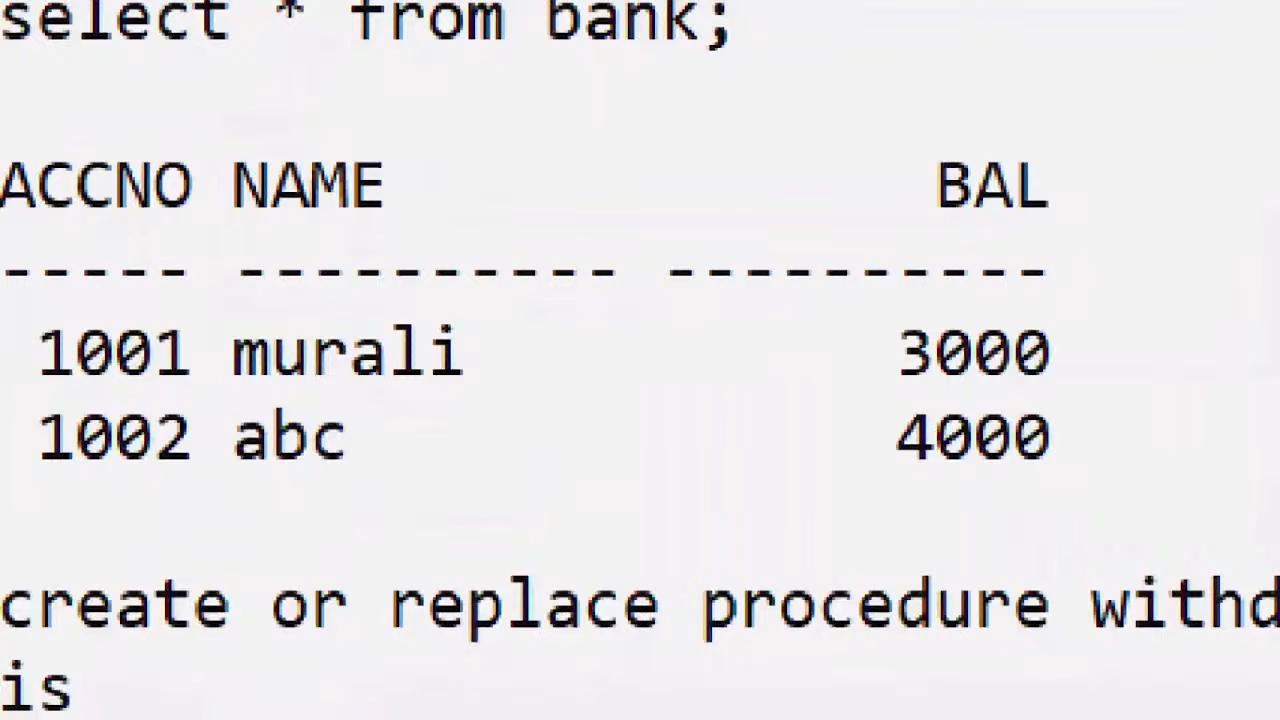 select * from bank;
ACCNO NAME BAL
----- ---------- ----------
1001 murali 3000
1002 abc 4000
create or replace procedure withd
is